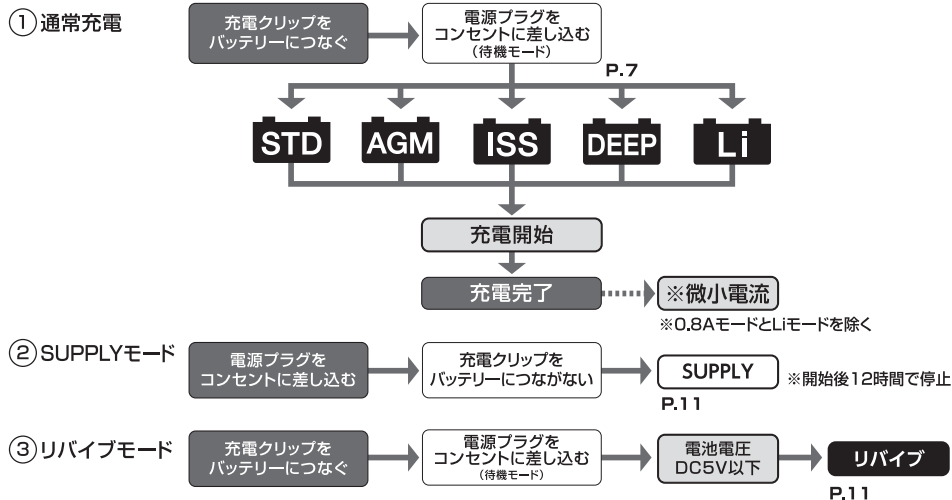 ①通常充電
充電クリップを
バッテリーにつなぐ
電源プラグを
コンセントに差し込む
(待機モード)
P.7
STD
AGM
ISS
DEEP
Li
充電開始
充電完了
※微小電流
※0.8AモードとLiモードを除く
②SUPPLYモード
電源プラグを
コンセントに差し込む
充電クリップを
バッテリーにつながない
SUPPLY
※開始後12時間で停止
P.11
③リバイブモード
充電クリップを
バッテリーにつなぐ
電源プラグを
コンセントに差し込む
(待機モード)
電池電圧
DC5V以下
リバイブ
P.11